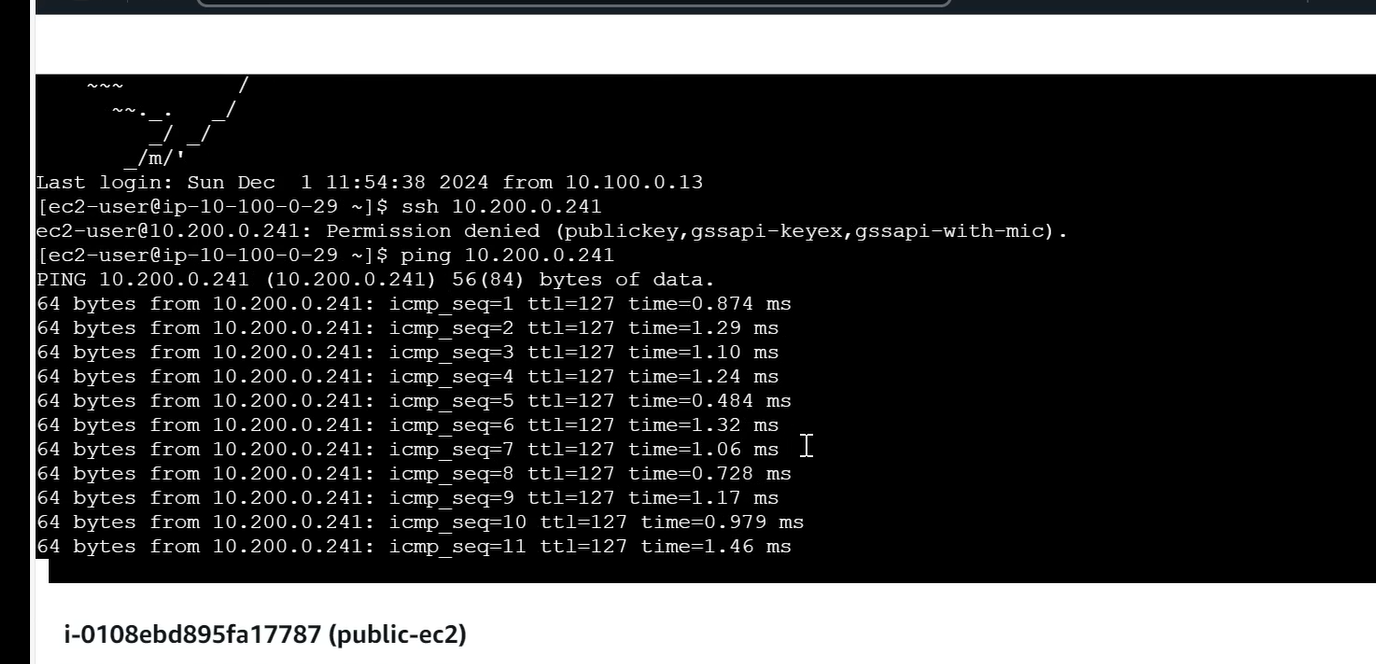 ~~~         /
~~._.   _/
_/ _/
_/m/'
Last login: Sun Dec  1 11:54:38 2024 from 10.100.0.13
[ec2-user@ip-10-100-0-29 ~]$ ssh 10.200.0.241
ec2-user@10.200.0.241: Permission denied (publickey,gssapi-keyex,gssapi-with-mic).
[ec2-user@ip-10-100-0-29 ~]$ ping 10.200.0.241
PING 10.200.0.241 (10.200.0.241) 56(84) bytes of data.
64 bytes from 10.200.0.241: icmp_seq=1 ttl=127 time=0.874 ms
64 bytes from 10.200.0.241: icmp_seq=2 ttl=127 time=1.29 ms
64 bytes from 10.200.0.241: icmp_seq=3 ttl=127 time=1.10 ms
64 bytes from 10.200.0.241: icmp_seq=4 ttl=127 time=1.24 ms
64 bytes from 10.200.0.241: icmp_seq=5 ttl=127 time=0.484 ms
64 bytes from 10.200.0.241: icmp_seq=6 ttl=127 time=1.32 ms
64 bytes from 10.200.0.241: icmp_seq=7 ttl=127 time=1.06 ms
64 bytes from 10.200.0.241: icmp_seq=8 ttl=127 time=0.728 ms
64 bytes from 10.200.0.241: icmp_seq=9 ttl=127 time=1.17 ms
64 bytes from 10.200.0.241: icmp_seq=10 ttl=127 time=0.979 ms
64 bytes from 10.200.0.241: icmp_seq=11 ttl=127 time=1.46 ms
i-0108ebd895fa17787 (public-ec2)